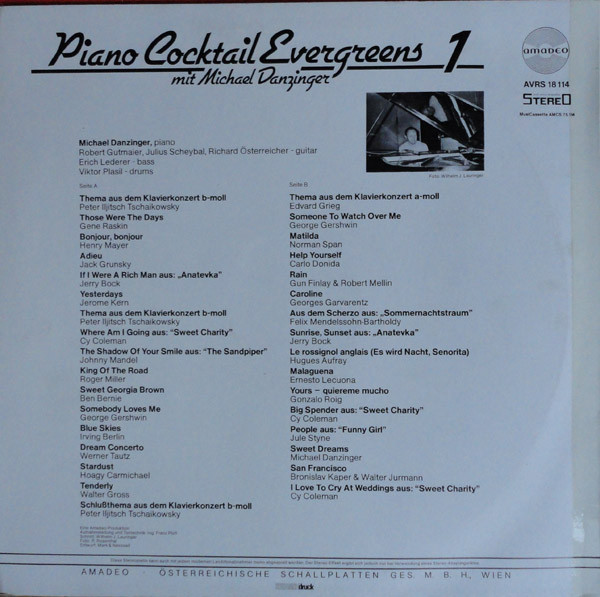 Piano Cocktail Evergreens 1
mit Michael Danzinger
AMADEO
AVRS 18 114
STEREO
MusiCassette AMCS
Michael Danzinger, piano
Robert Gutmaier, Julius Scheybal, Richard Österreicher - guitar
Erich Lederer - bass
Viktor Plasil - drums
Foto: Wilhelm J. Lauringer
Seite A
Thema aus dem Klavierkonzert b-moll
Peter Iljitsch Tschaikowsky
Those Were The Days
Gene Raskin
Bonjour, bonjour
Henry Mayer
Adieu
Jack Grunsky
If I Were A Rich Man aus: „Anatevka"
Jerry Bock
Yesterdays
Jerome Kern
Thema aus dem Klavierkonzert b-moll
Peter Iljitsch Tschaikowsky
Where Am I Going aus: "Sweet Charity"
Cy Coleman
The Shadow Of Your Smile aus: "The Sandpiper"
Johnny Mandel
King Of The Road
Roger Miller
Sweet Georgia Brown
Ben Bernie
Somebody Loves Me
George Gershwin
Blue Skies
Irving Berlin
Dream Concerto
Werner Tautz
Stardust
Hoagy Carmichael
Tenderly
Walter Gross
Schlußthema aus dem Klavierkonzert b-moll
Peter Iljitsch Tschaikowsky
Seite B
Thema aus dem Klavierkonzert a-moll
Edvard Grieg
Someone To Watch Over Me
George Gershwin
Matilda
Norman Span
Help Yourself
Carlo Donida
Rain
Gun Finlay & Robert Mellin
Caroline
Georges Garvarentz
Aus dem Scherzo aus: „Sommernachtstraum"
Felix Mendelssohn-Bartholdy
Sunrise, Sunset aus: „Anatevka"
Jerry Bock
Le rossignol anglais (Es wird Nacht, Senorita)
Hugues Aufray
Malaguena
Ernesto Lecuona
Yours – quiereme mucho
Gonzalo Roig
Big Spender aus: "Sweet Charity"
Cy Coleman
People aus: "Funny Girl"
Jule Styne
Sweet Dreams
Michael Danzinger
San Francisco
Bronislav Kaper & Walter Jurmann
I Love To Cry At Weddings aus: "Sweet Charity"
Cy Coleman
Eine Amadeo-Produktion
AMADEO - ÖSTERREICHISCHE SCHALLPLATTEN GES. M. B. H., WIEN
druck